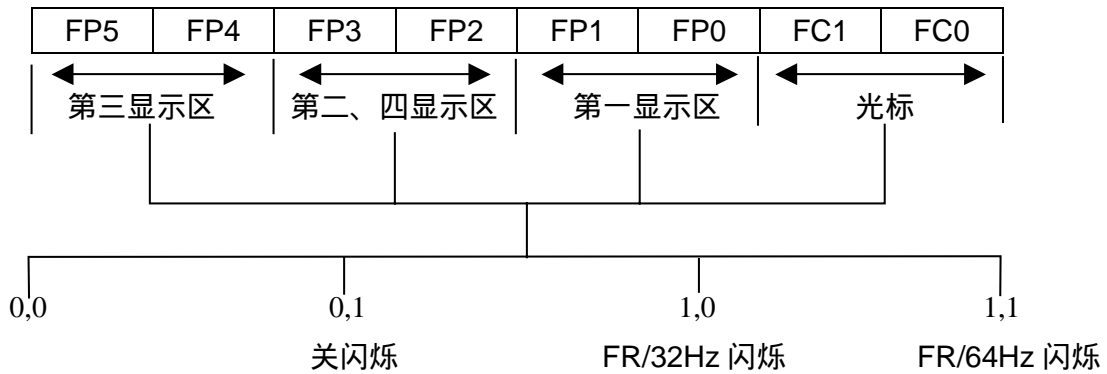 FP5 FP4 FP3 FP2 FP1 FP0 FC1 FC0
第三显示区 第二、四显示区 第一显示区 光标
0,0 0,1 1,0 1,1
关闪烁 FR/32Hz 闪烁 FR/64Hz 闪烁